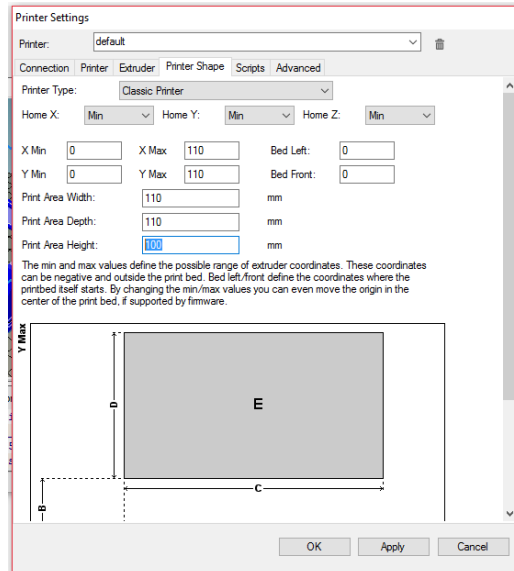 Printer Settings
Printer: default
Connection Printer Extruder Printer Shape Scripts Advanced
Printer Type: Classic Printer
Home X: Min Home Y: Min Home Z: Min
X Min 0 X Max 110 Bed Left: 0
Y Min 0 Y Max 110 Bed Front: 0
Print Area Width: 110 mm
Print Area Depth: 110 mm
Print Area Height: 100 mm
The min and max values define the possible range of extruder coordinates. These coordinates
can be negative and outside the print bed. Bed left/front define the coordinates where the
printbed itself starts. By changing the min/max values you can even move the origin in the
center of the print bed, if supported by firmware.
Y Max
D
E
C
B
OK Apply Cancel